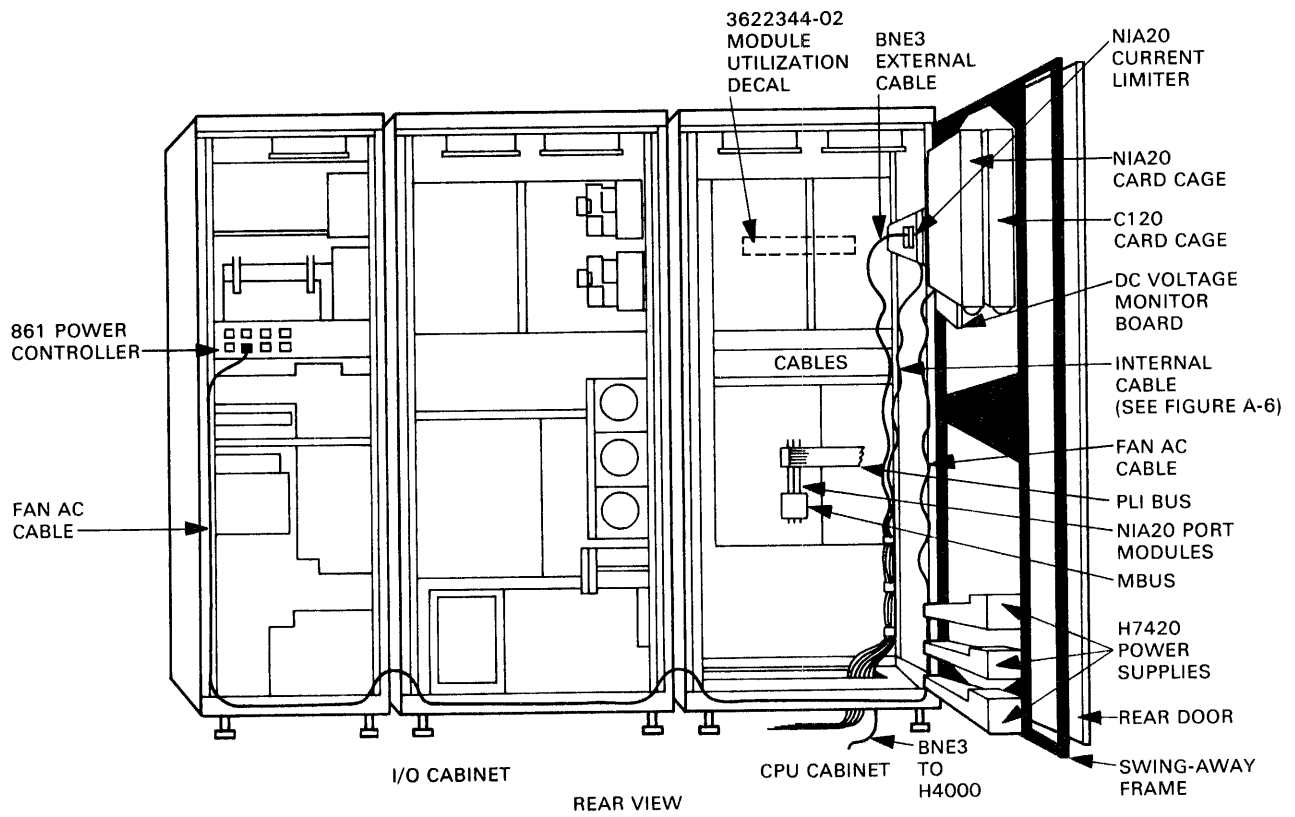 3622344-02
MODULE
UTILIZATION
DECAL
BNE3
EXTERNAL
CABLE
NIA20
CURRENT
LIMITER
NIA20
CARD CAGE
C120
CARD CAGE
DC VOLTAGE
MONITOR
BOARD
861 POWER
CONTROLLER
CABLES
INTERNAL
CABLE
(SEE FIGURE A-6)
FAN AC
CABLE
PLI BUS
FAN AC
CABLE
NIA20 PORT
MODULES
MBUS
H7420
POWER
SUPPLIES
REAR DOOR
I/O CABINET
CPU CABINET
BNE3
TO
H4000
SWING-AWAY
FRAME
REAR VIEW